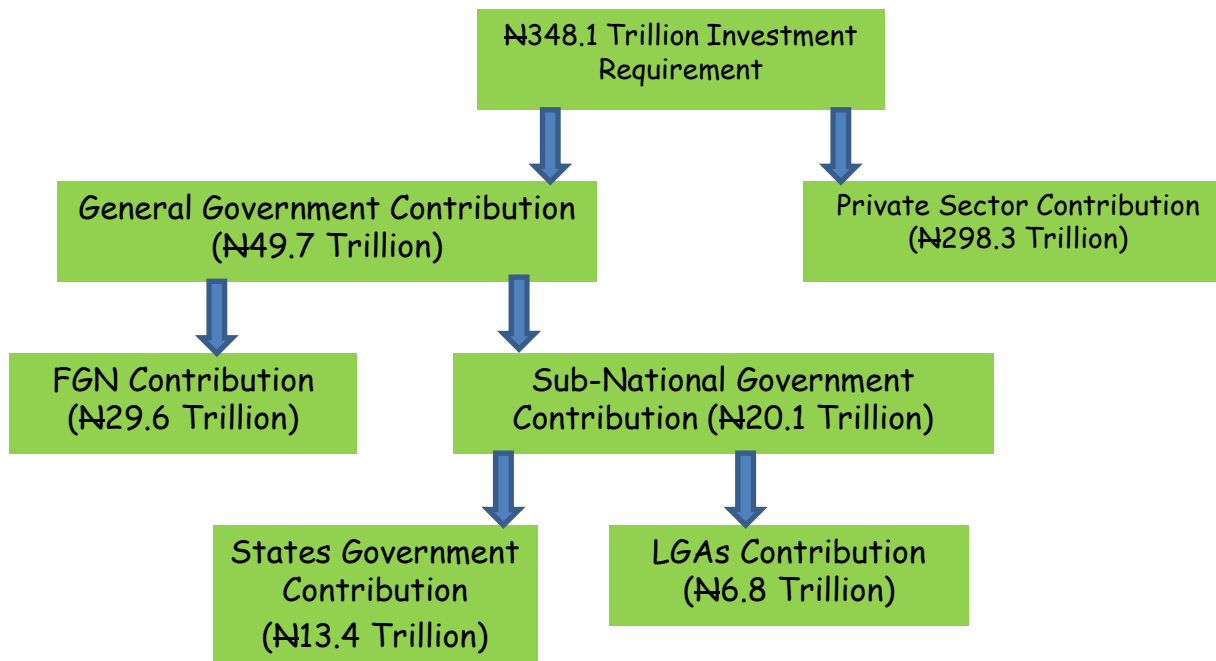 ₦348.1 Trillion Investment
Requirement
General Government Contribution
(₦49.7 Trillion)
Private Sector Contribution
(₦298.3 Trillion)
FGN Contribution
(₦29.6 Trillion)
Sub-National Government
Contribution (₦20.1 Trillion)
States Government
Contribution
(₦13.4 Trillion)
LGAs Contribution
(₦6.8 Trillion)